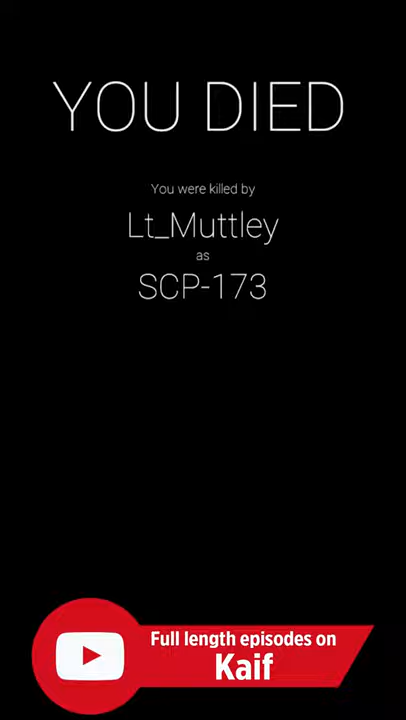 YOU DIED
You were killed by
Lt_Muttley
as
SCP-173
Full length episodes on
Kaif